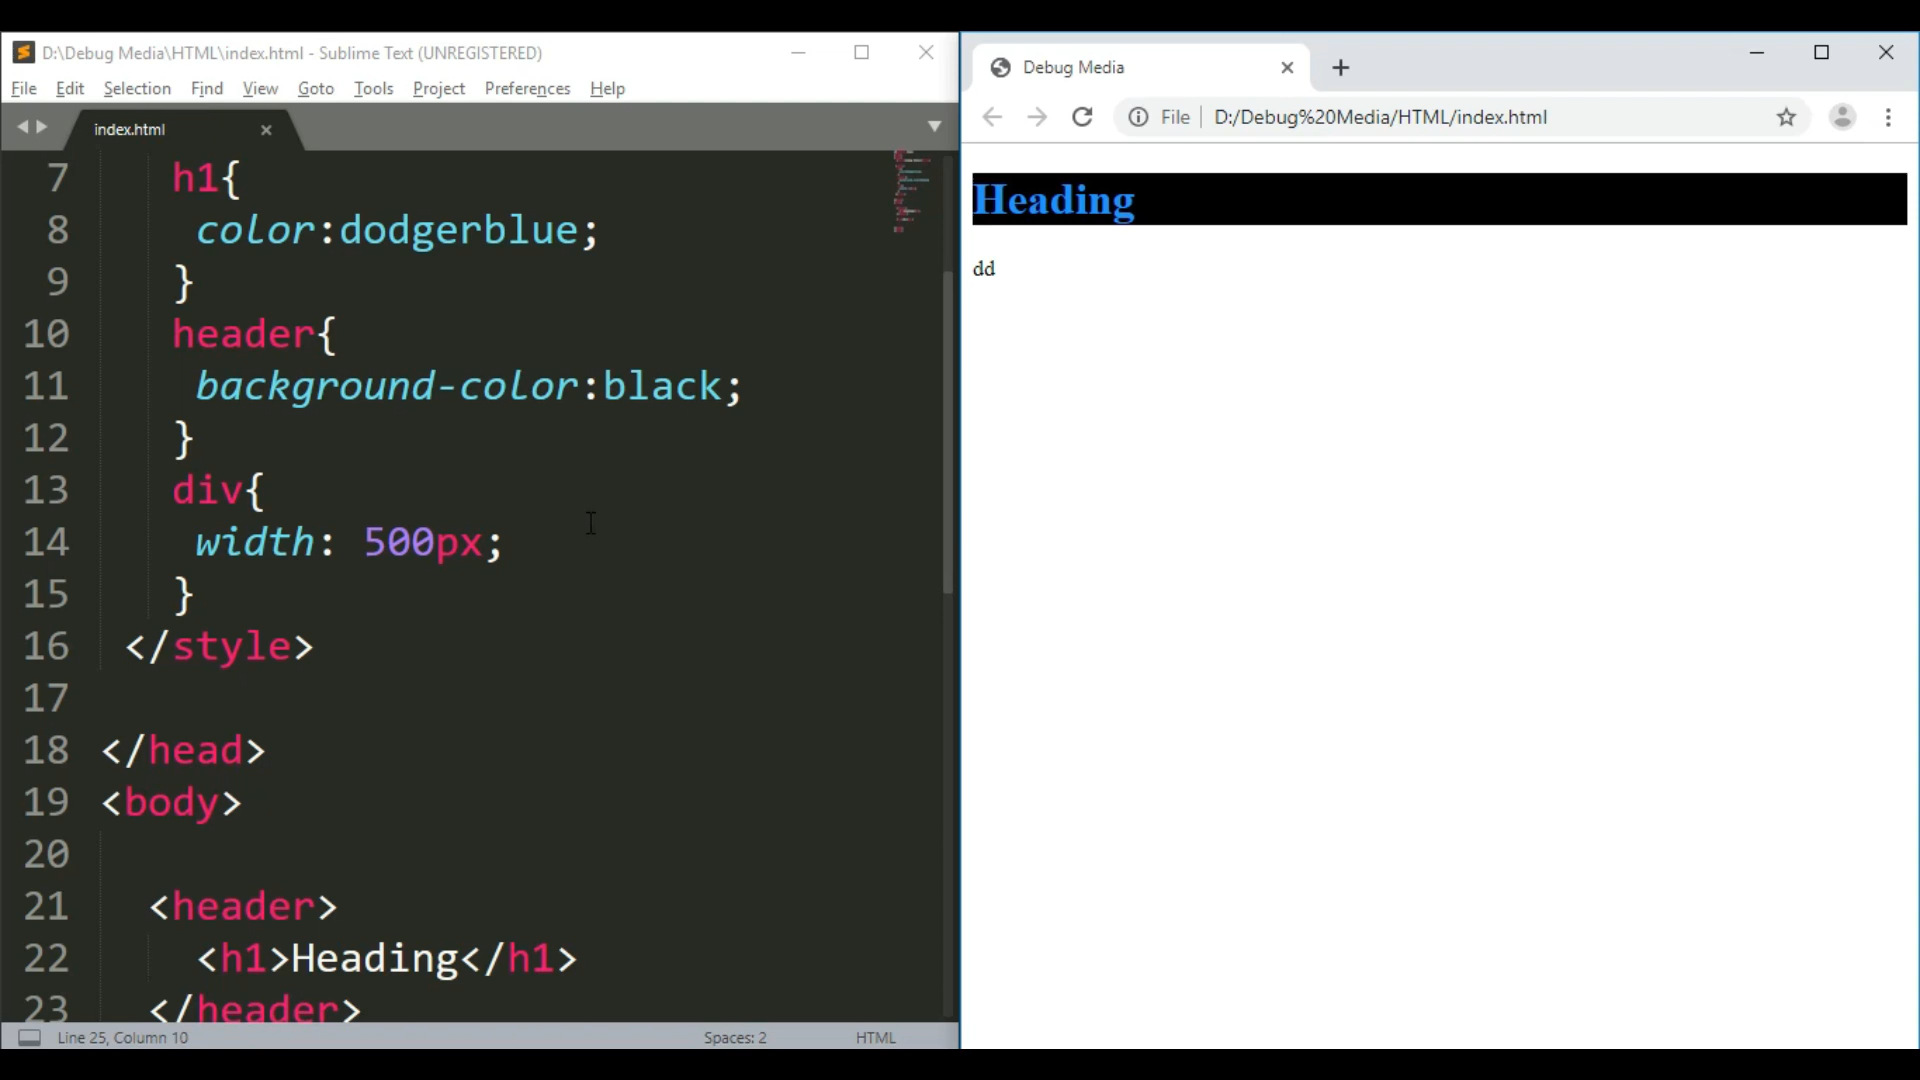 D:\Debug Media\HTML\index.html - Sublime Text (UNREGISTERED)
File Edit Selection Find View Goto Tools Project Preferences Help
index.html
7 h1{
8 color:dodgerblue;
9 }
10 header{
11 background-color:black;
12 }
13 div{
14 width: 500px;
15 }
16 </style>
17
18 </head>
19 <body>
20
21 <header>
22 <h1>Heading</h1>
23 </header>
Line 25, Column 10
Spaces: 2
HTML
Debug Media
File D:/Debug%20Media/HTML/index.html
Heading
dd